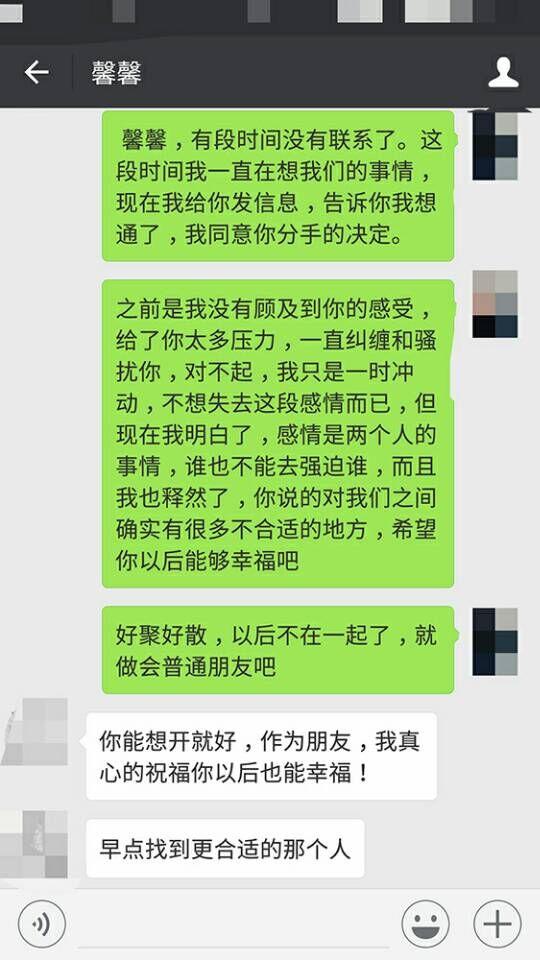 馨馨
馨馨，有段时间没有联系了。这
段时间我一直在想我们的事情，
现在我给你发信息，告诉你我想
通了，我同意你分手的决定。
之前是我没有顾及到你的感受，
给了你太多压力，一直纠缠和骚
扰你，对不起，我只是一时冲
动，不想失去这段感情而已，但
现在我明白了，感情是两个人的
事情，谁也不能去强迫谁，而且
我也释然了，你说的对我们之间
确实有很多不合适的地方，希望
你以后能够幸福吧
好聚好散，以后不在一起了，就
做会普通朋友吧
你能想开就好，作为朋友，我真
心的祝福你以后也能幸福！
早点找到更合适的那个人